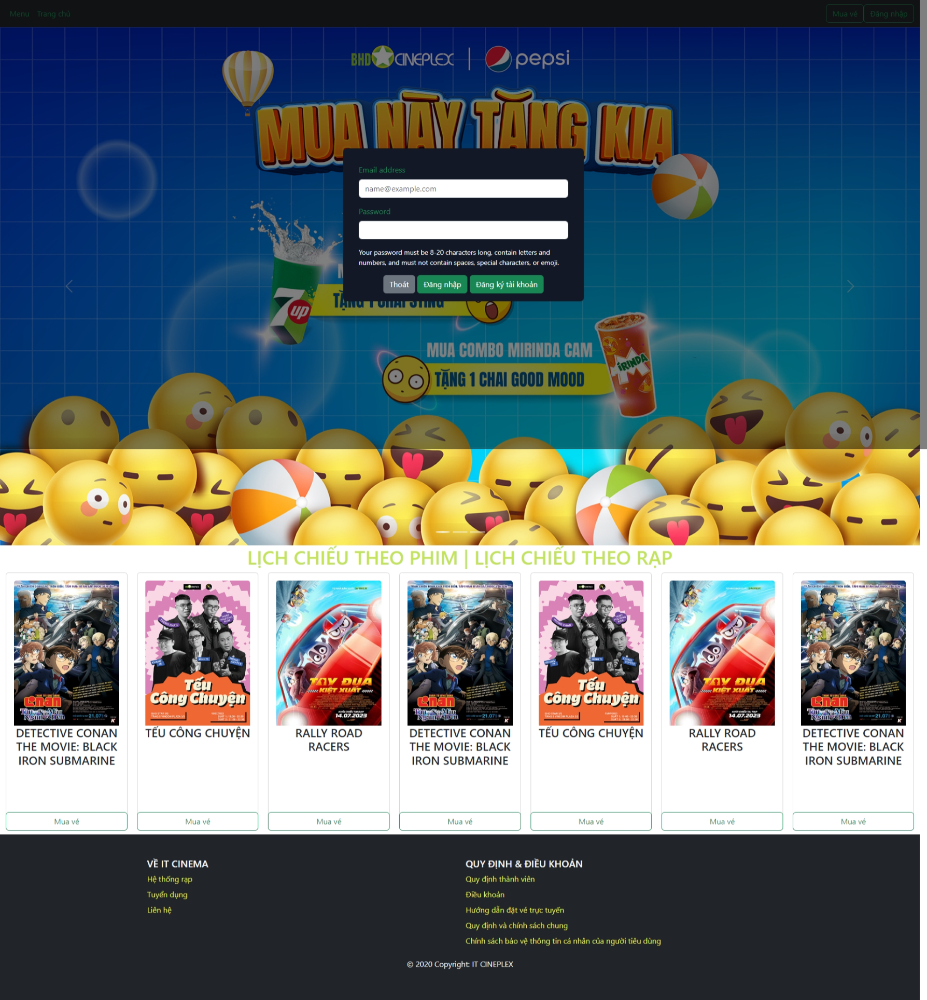 Menu Trang chủ
Mua vé Đăng nhập
BHD CINEPLEX | pepsi
MUA NÀY TẶNG KIA
Email address
name@example.com
Password
Your password must be 8-20 characters long, contain letters and
numbers, and must not contain spaces, special characters, or emoji.
Thoát Đăng nhập Đăng ký tài khoản
7up
TẶNG 1 CHAI STING
MUA COMBO MIRINDA CAM
MIRINDA
TẶNG 1 CHAI GOOD MOOD
LỊCH CHIẾU THEO PHIM | LỊCH CHIẾU THEO RẠP
Conan
21.07
DETECTIVE CONAN
THE MOVIE: BLACK
IRON SUBMARINE
Mua vé
Tếu
Công Chuyện
TẾU CÔNG CHUYỆN
Mua vé
TAY ĐUA
KIỆT XUẤT
14.07.2023
RALLY ROAD
RACERS
Mua vé
Conan
21.07
DETECTIVE CONAN
THE MOVIE: BLACK
IRON SUBMARINE
Mua vé
Tếu
Công Chuyện
TẾU CÔNG CHUYỆN
Mua vé
TAY ĐUA
KIỆT XUẤT
14.07.2023
RALLY ROAD
RACERS
Mua vé
Conan
21.07
DETECTIVE CONAN
THE MOVIE: BLACK
IRON SUBMARINE
Mua vé
VỀ IT CINEMA
Hệ thống rạp
Tuyển dụng
Liên hệ
QUY ĐỊNH & ĐIỀU KHOẢN
Quy định thành viên
Điều khoản
Hướng dẫn đặt vé trực tuyến
Quy định và chính sách chung
Chính sách bảo vệ thông tin cá nhân của người tiêu dùng
© 2020 Copyright: IT CINEPLEX